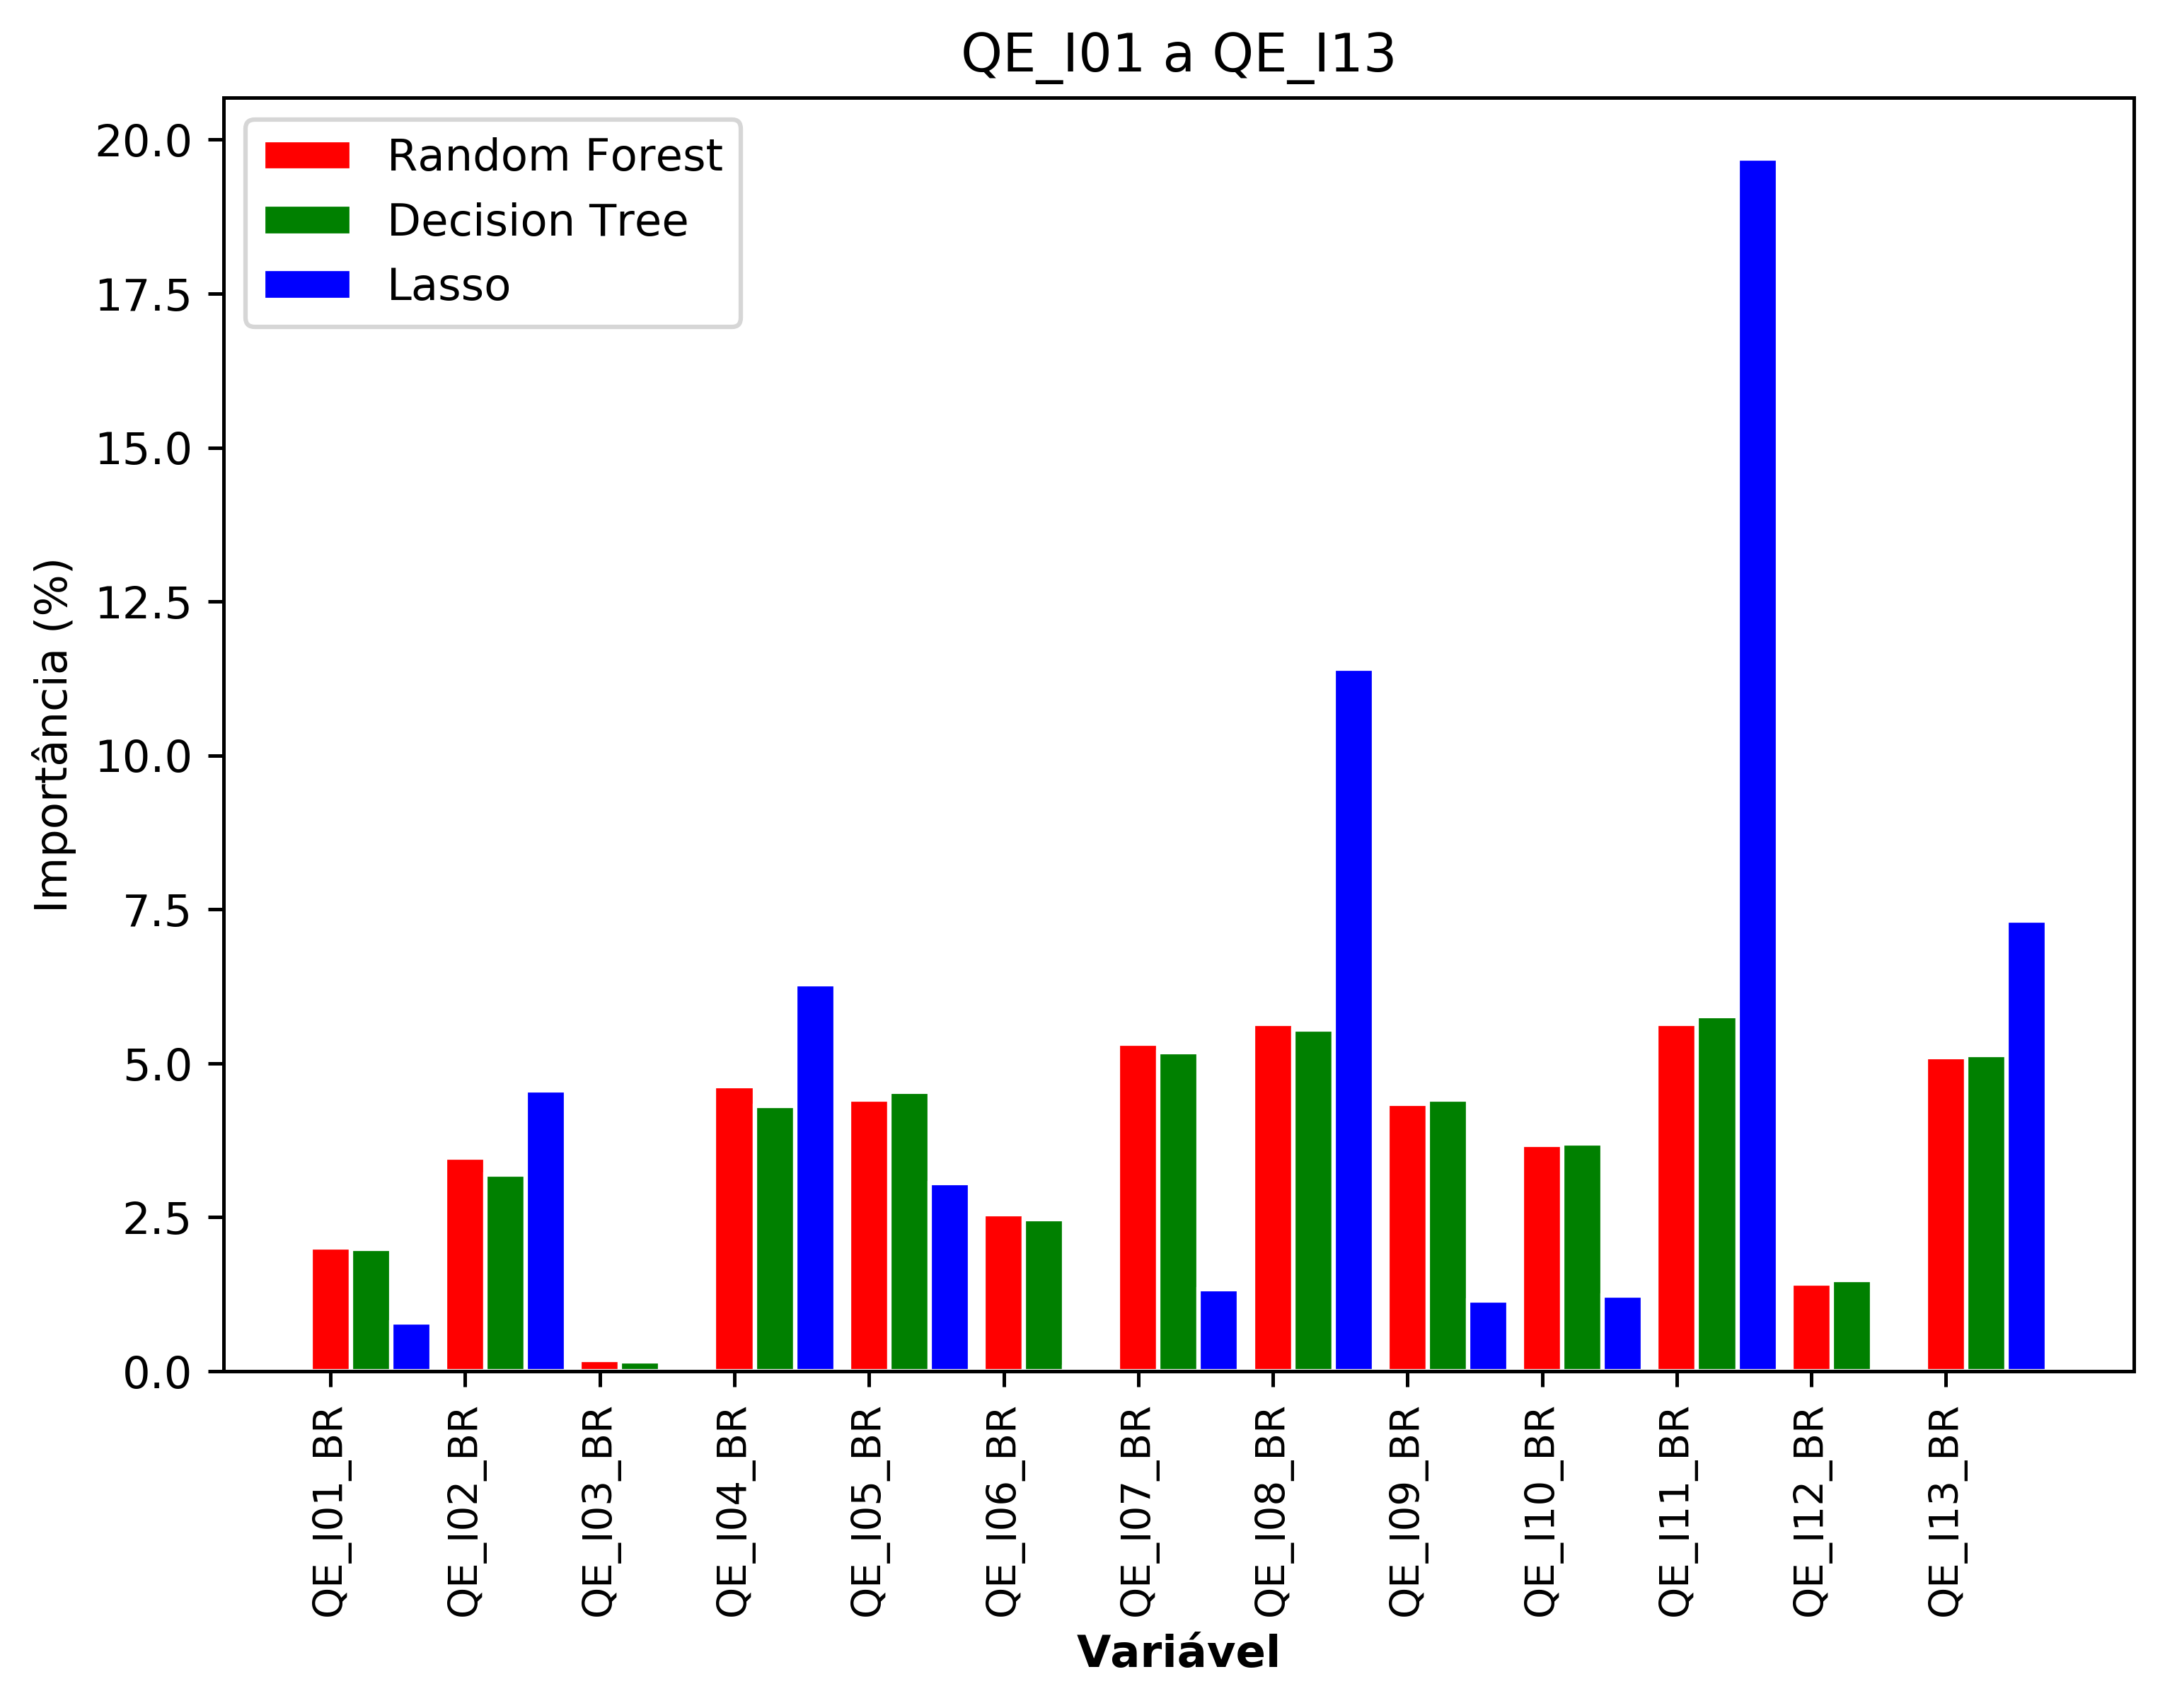 QE_I01 a QE_I13
Random Forest
Decision Tree
Lasso
Importância (%)
20.0
17.5
15.0
12.5
10.0
7.5
5.0
2.5
0.0
QE_I01_BR
QE_I02_BR
QE_I03_BR
QE_I04_BR
QE_I05_BR
QE_I06_BR
QE_I07_BR
QE_I08_BR
QE_I09_BR
QE_I10_BR
QE_I11_BR
QE_I12_BR
QE_I13_BR
Variável